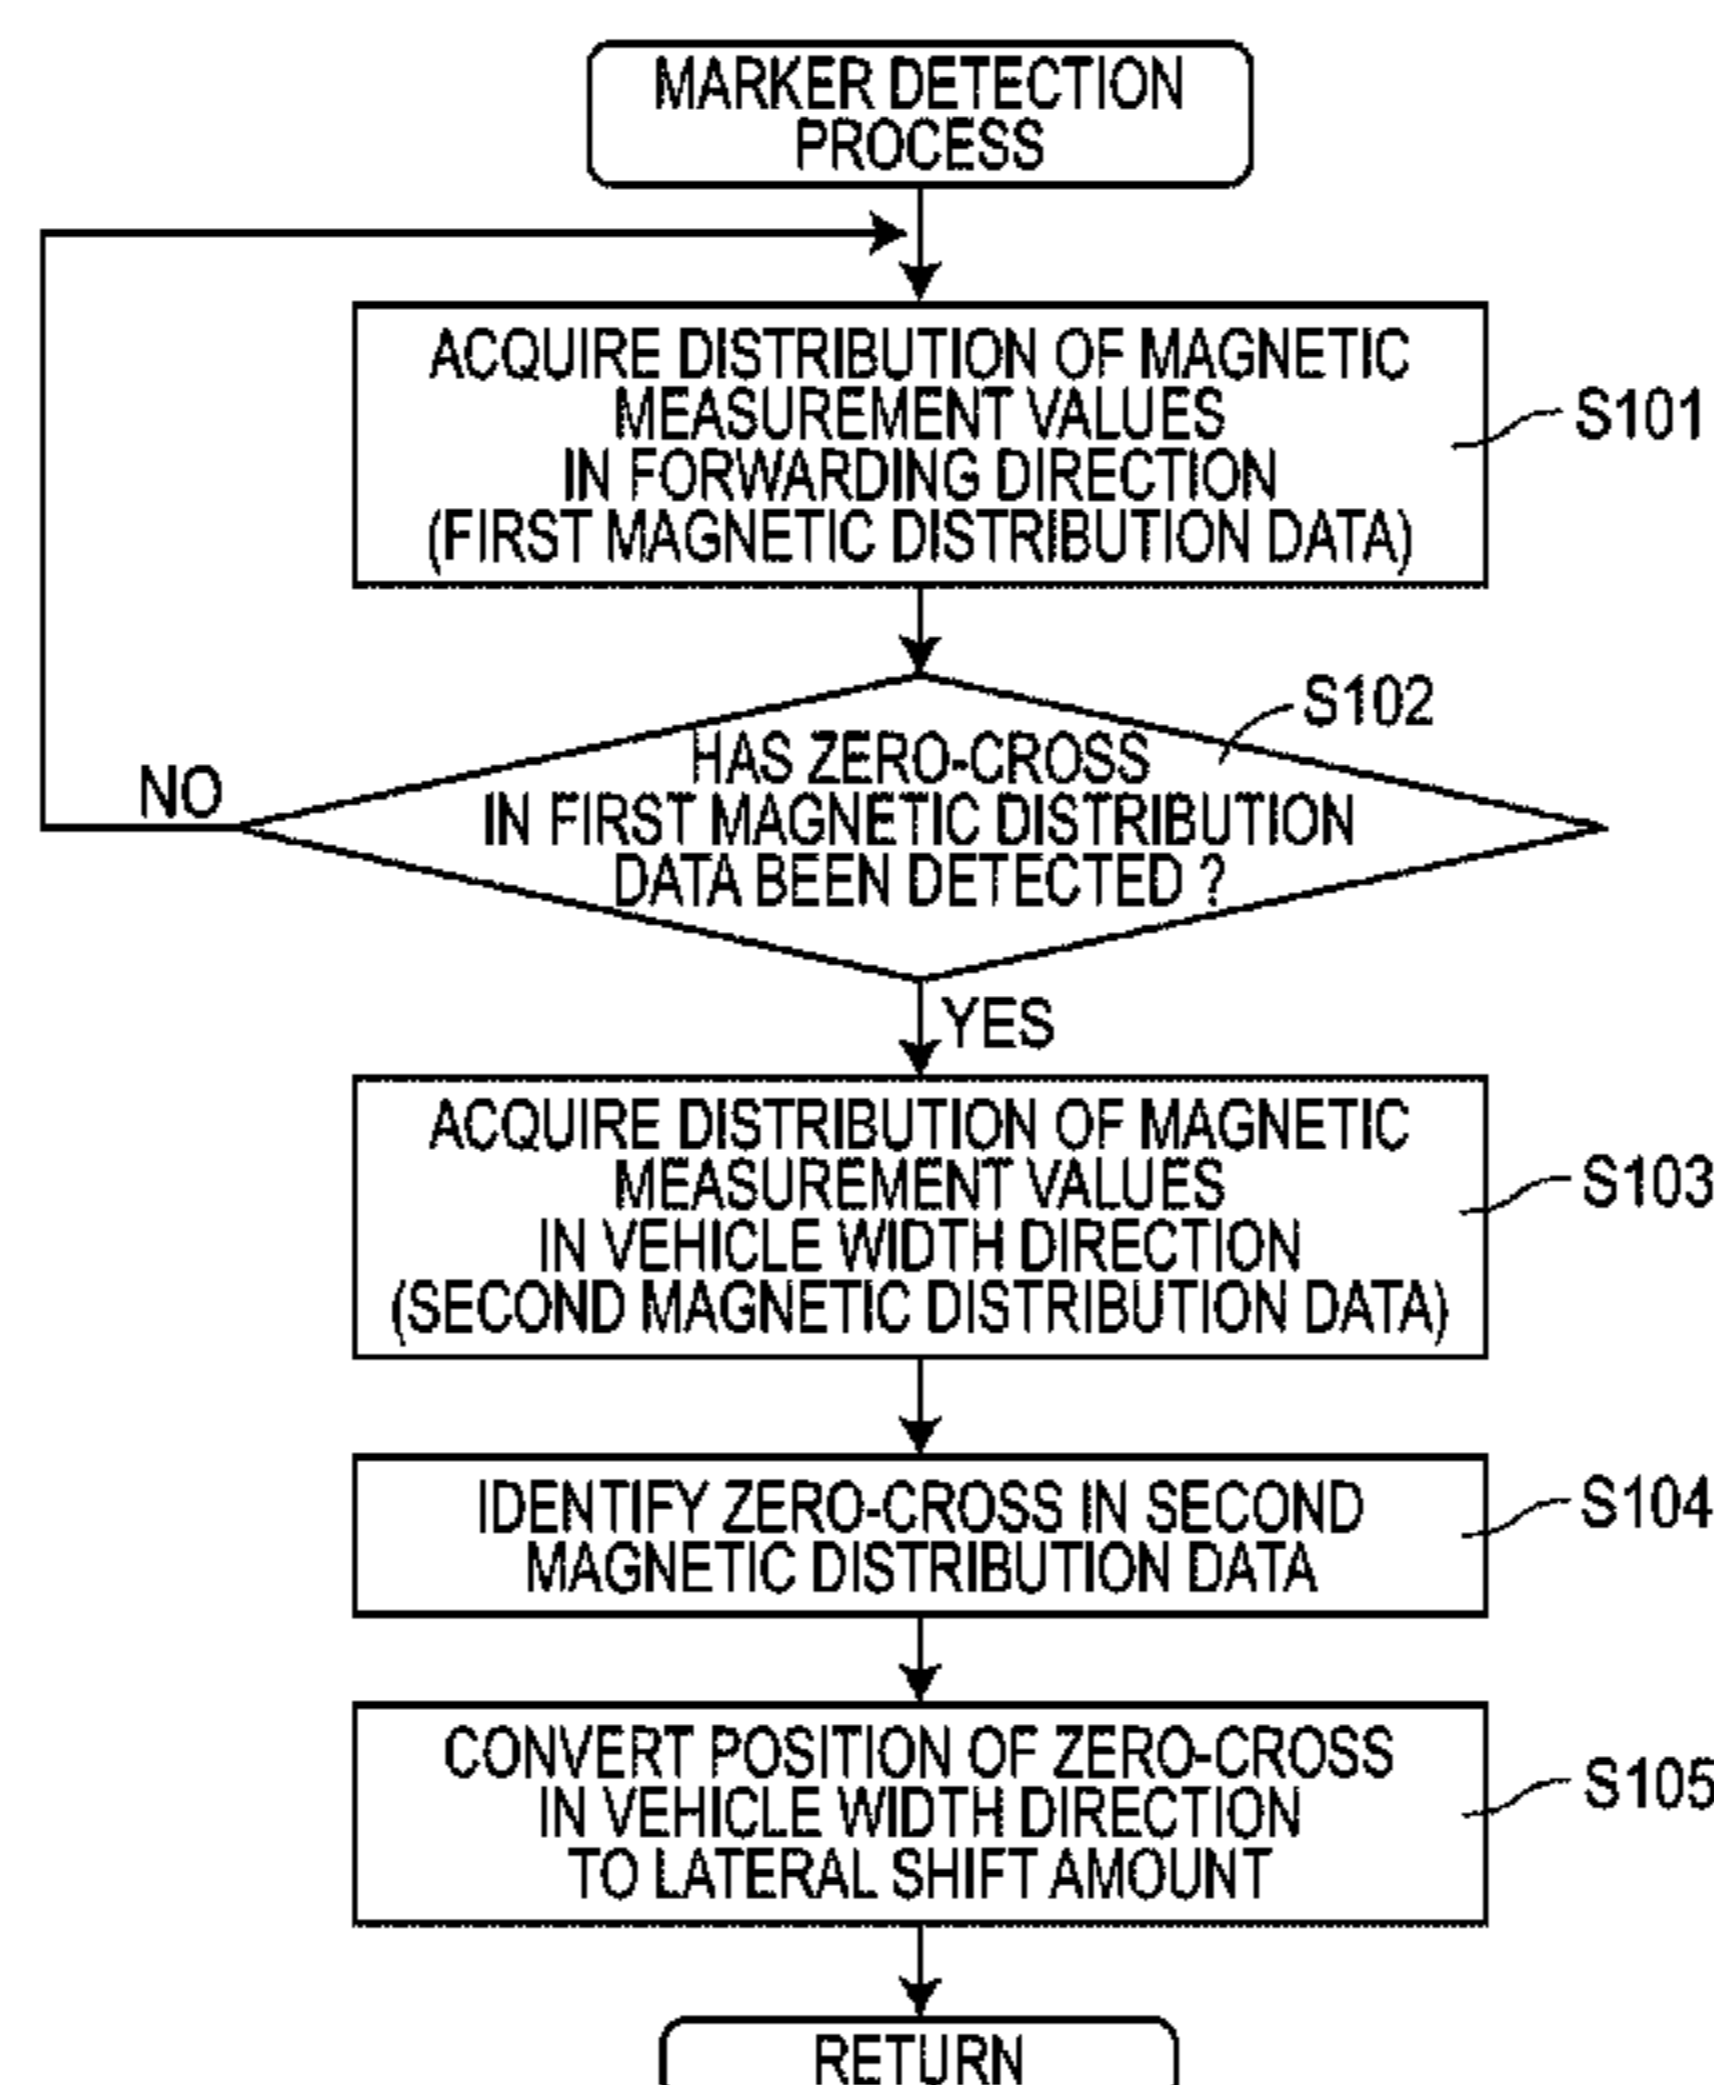 MARKER DETECTION
PROCESS
ACQUIRE DISTRIBUTION OF MAGNETIC
MEASUREMENT VALUES
IN FORWARDING DIRECTION
(FIRST MAGNETIC DISTRIBUTION DATA)
S101
S102
HAS ZERO-CROSS
IN FIRST MAGNETIC DISTRIBUTION
DATA BEEN DETECTED ?
NO
YES
ACQUIRE DISTRIBUTION OF MAGNETIC
MEASUREMENT VALUES
IN VEHICLE WIDTH DIRECTION
(SECOND MAGNETIC DISTRIBUTION DATA)
S103
IDENTIFY ZERO-CROSS IN SECOND
MAGNETIC DISTRIBUTION DATA
S104
CONVERT POSITION OF ZERO-CROSS
IN VEHICLE WIDTH DIRECTION
TO LATERAL SHIFT AMOUNT
S105
RETURN